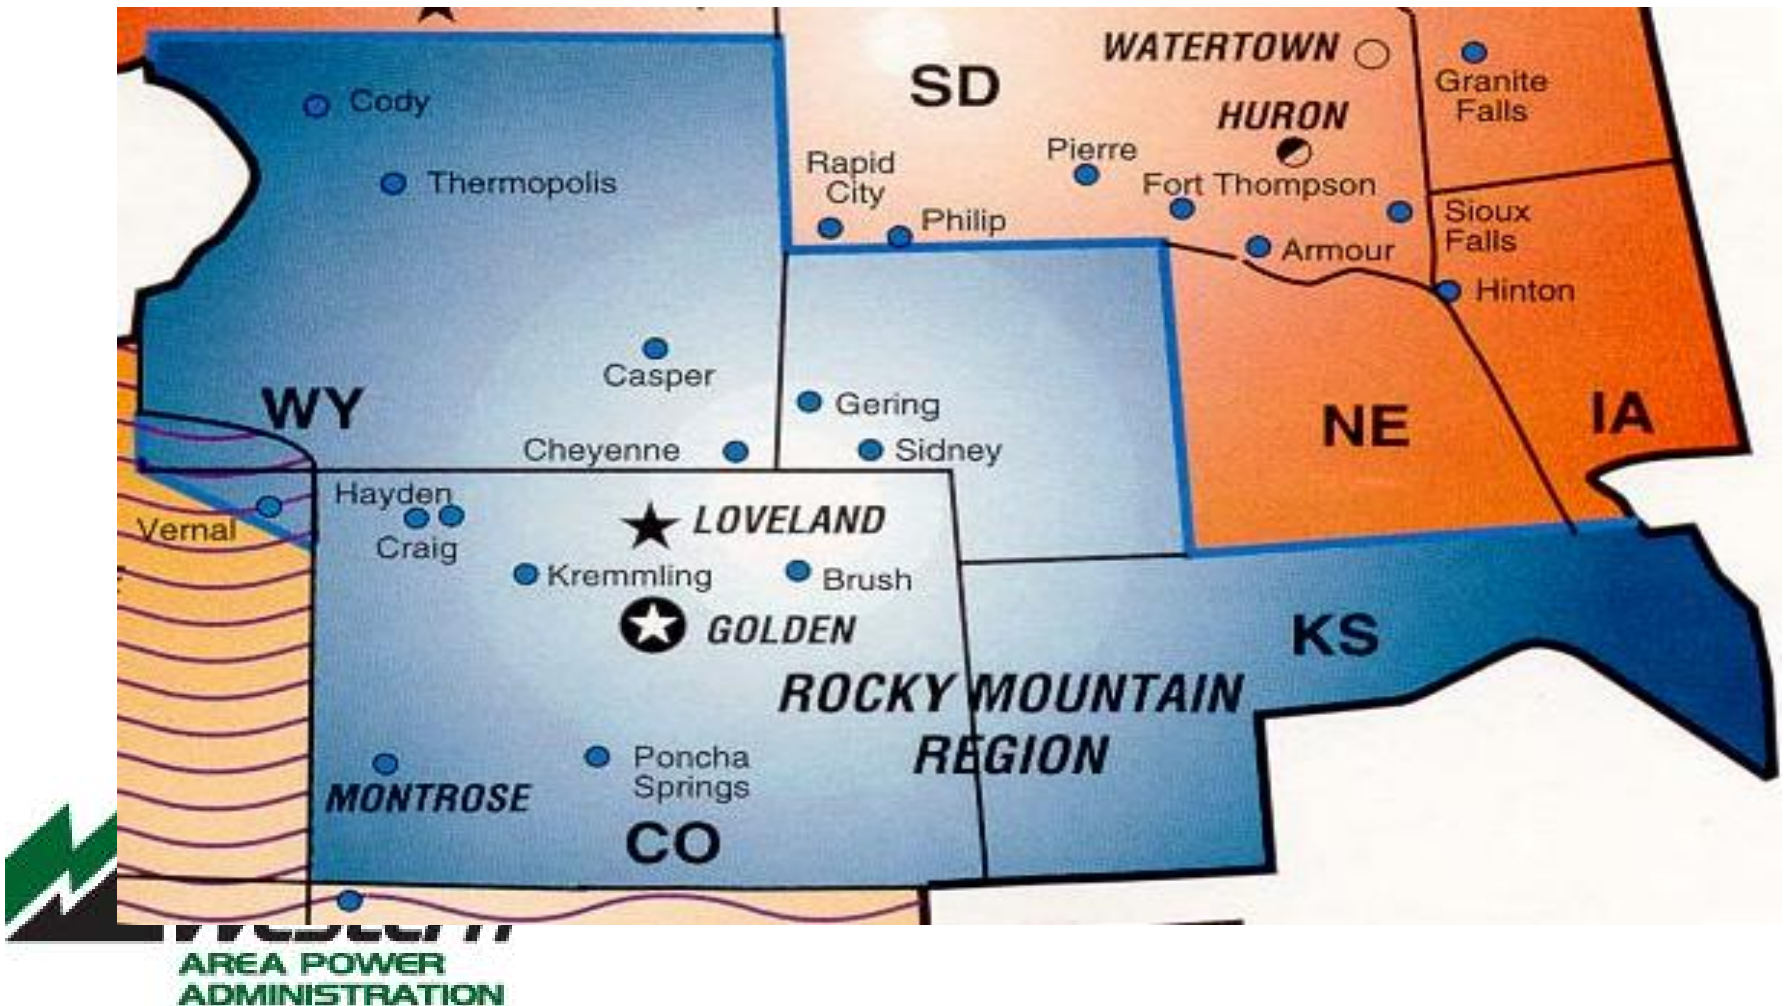 WATERTOWN
SD
Granite
Falls
Cody
HURON
Pierre
Rapid
City
Thermopolis
Fort Thompson
Philip
Sioux
Falls
Armour
Hinton
Casper
WY
Gering
NE
IA
Cheyenne
Sidney
Hayden
LOVELAND
Vernal
Craig
Kremmling
Brush
GOLDEN
KS
ROCKY MOUNTAIN
REGION
Poncha
Springs
MONTROSE
CO
Western
AREA POWER
ADMINISTRATION